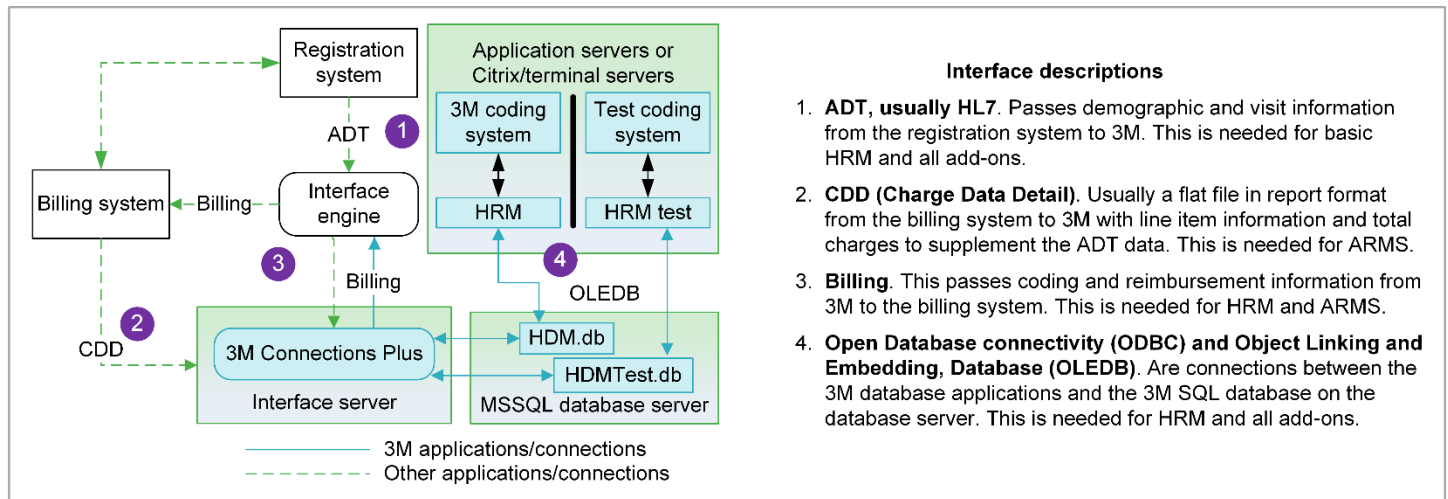 Registration
system
ADT
1
Billing system
Billing
Interface
engine
3
Billing
2
CDD
3M Connections Plus
Interface server
Application servers or
Citrix/terminal servers
3M coding
system
Test coding
system
HRM
HRM test
4
OLEDB
HDM.db
HDMTest.db
MSSQL database server
3M applications/connections
Other applications/connections
Interface descriptions
1. ADT, usually HL7. Passes demographic and visit information
from the registration system to 3M. This is needed for basic
HRM and all add-ons.
2. CDD (Charge Data Detail). Usually a flat file in report format
from the billing system to 3M with line item information and total
charges to supplement the ADT data. This is needed for ARMS.
3. Billing. This passes coding and reimbursement information from
3M to the billing system. This is needed for HRM and ARMS.
4. Open Database connectivity (ODBC) and Object Linking and
Embedding, Database (OLEDB). Are connections between the
3M database applications and the 3M SQL database on the
database server. This is needed for HRM and all add-ons.